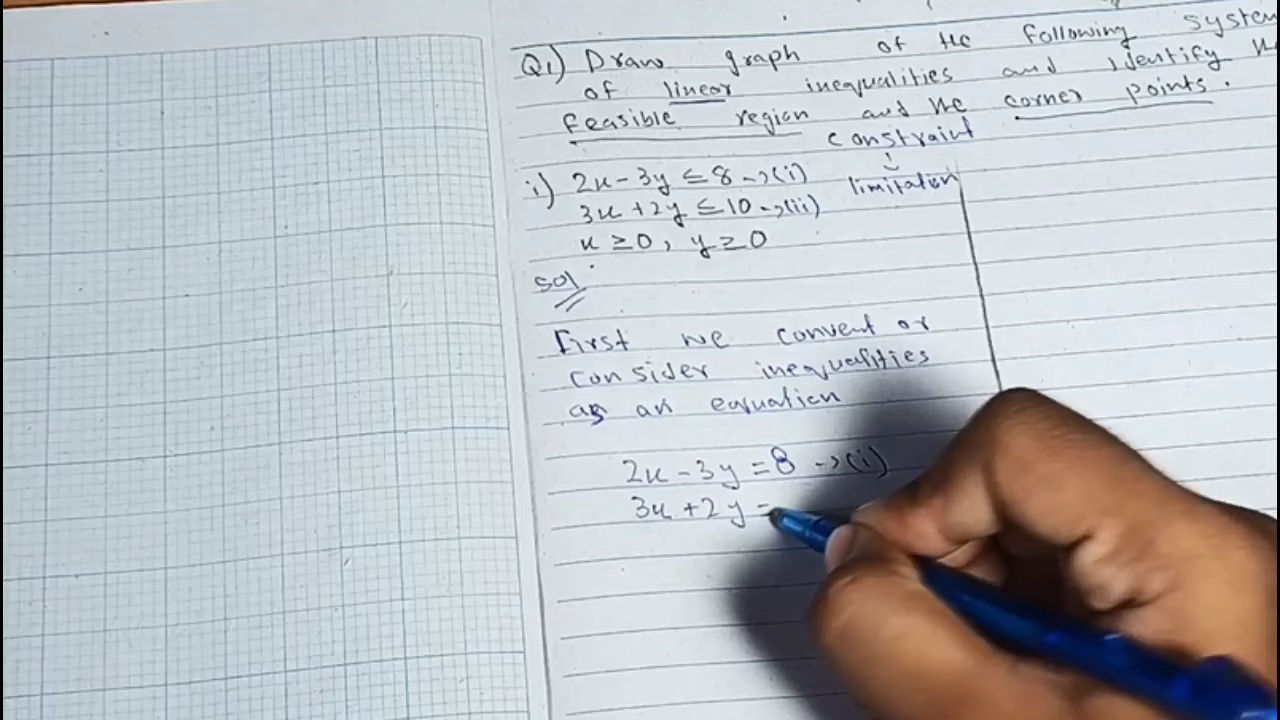 Q1) Draw graph of the following system
of linear inequalities and identify
feasible region and the corner points.
constraint
i) 2x - 3y ≤ 8 → (i)
limitation
3x + 2y ≤ 10 → (ii)
x ≥ 0, y ≥ 0
sol
First we convert or
consider inequalities
as an equation
2x - 3y = 8 → (i)
3x + 2y =